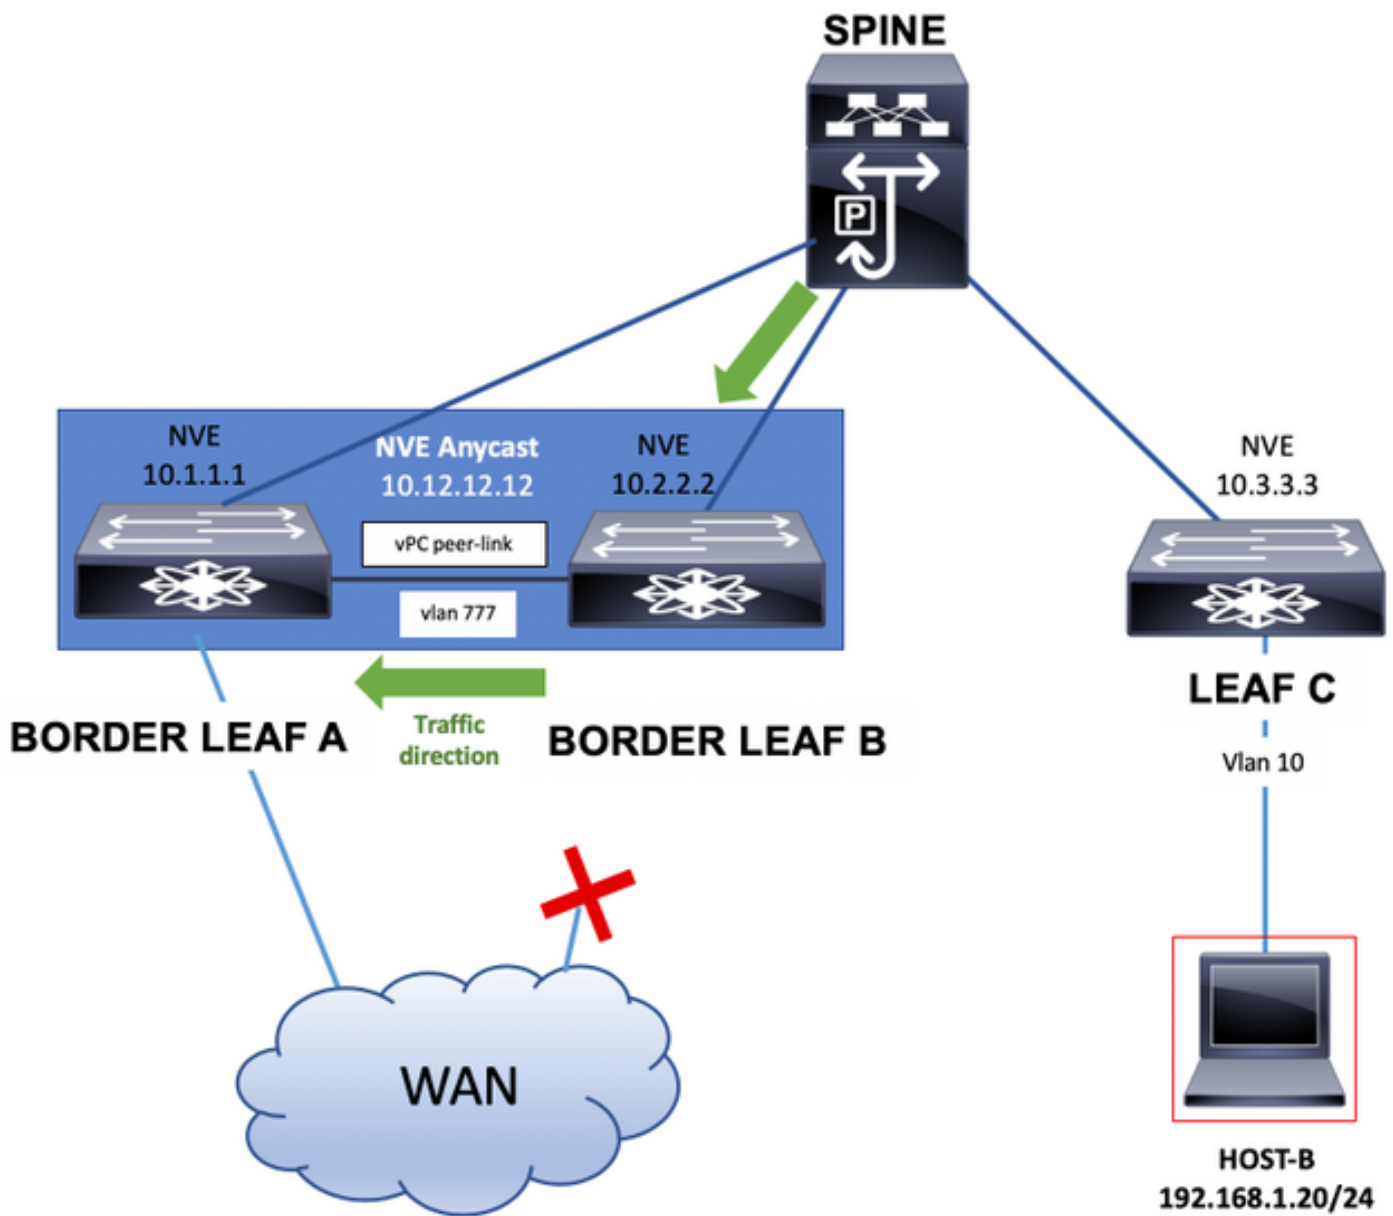 SPINE
P
NVE
10.1.1.1
NVE Anycast
10.12.12.12
NVE
10.2.2.2
NVE
10.3.3.3
vPC peer-link
vlan 777
BORDER LEAF A
Traffic
direction
BORDER LEAF B
LEAF C
Vlan 10
WAN
HOST-B
192.168.1.20/24